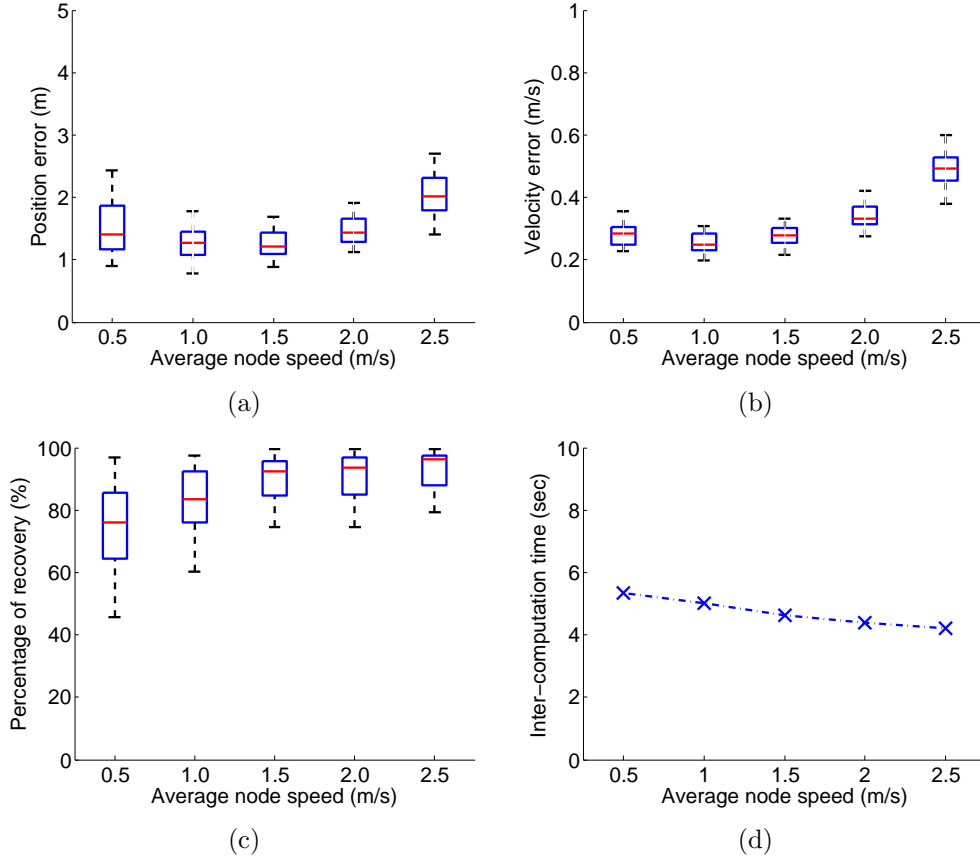 5
4
3
2
1
0
Position error (m)
0.5 1.0 1.5 2.0 2.5
Average node speed (m/s)
(a)
1
0.8
0.6
0.4
0.2
0
Velocity error (m/s)
0.5 1.0 1.5 2.0 2.5
Average node speed (m/s)
(b)
100
80
60
40
20
0
Percentage of recovery (%)
0.5 1.0 1.5 2.0 2.5
Average node speed (m/s)
(c)
10
8
6
4
2
0
Inter−computation time (sec)
0.5 1 1.5 2.0 2.5
Average node speed (m/s)
(d)